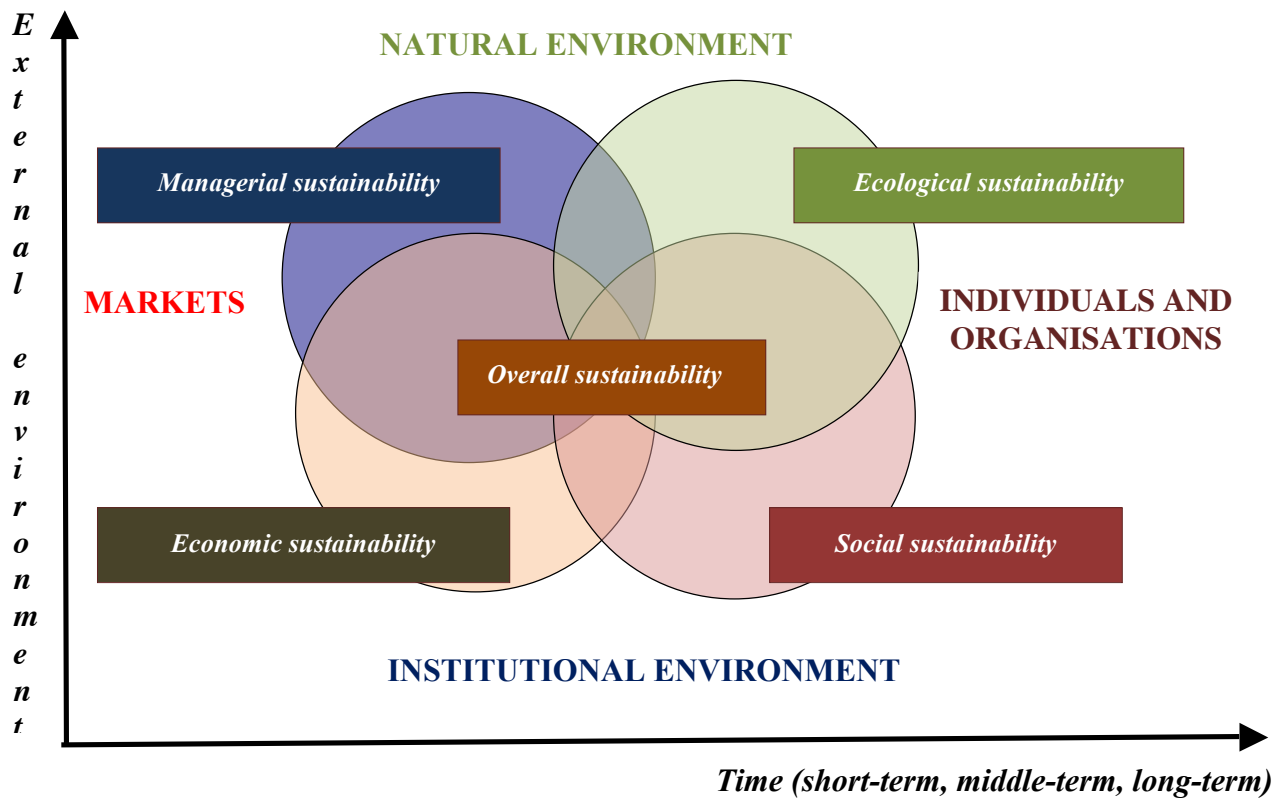 External environment
NATURAL ENVIRONMENT
Managerial sustainability
Ecological sustainability
MARKETS
INDIVIDUALS AND
ORGANISATIONS
Overall sustainability
Economic sustainability
Social sustainability
INSTITUTIONAL ENVIRONMENT
Time (short-term, middle-term, long-term)